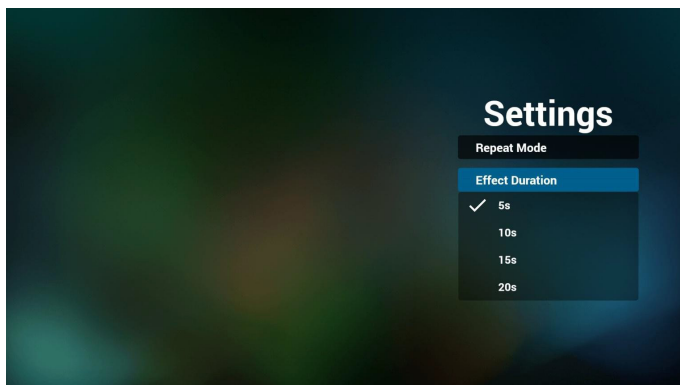 Settings
Repeat Mode
Effect Duration
5s
10s
15s
20s